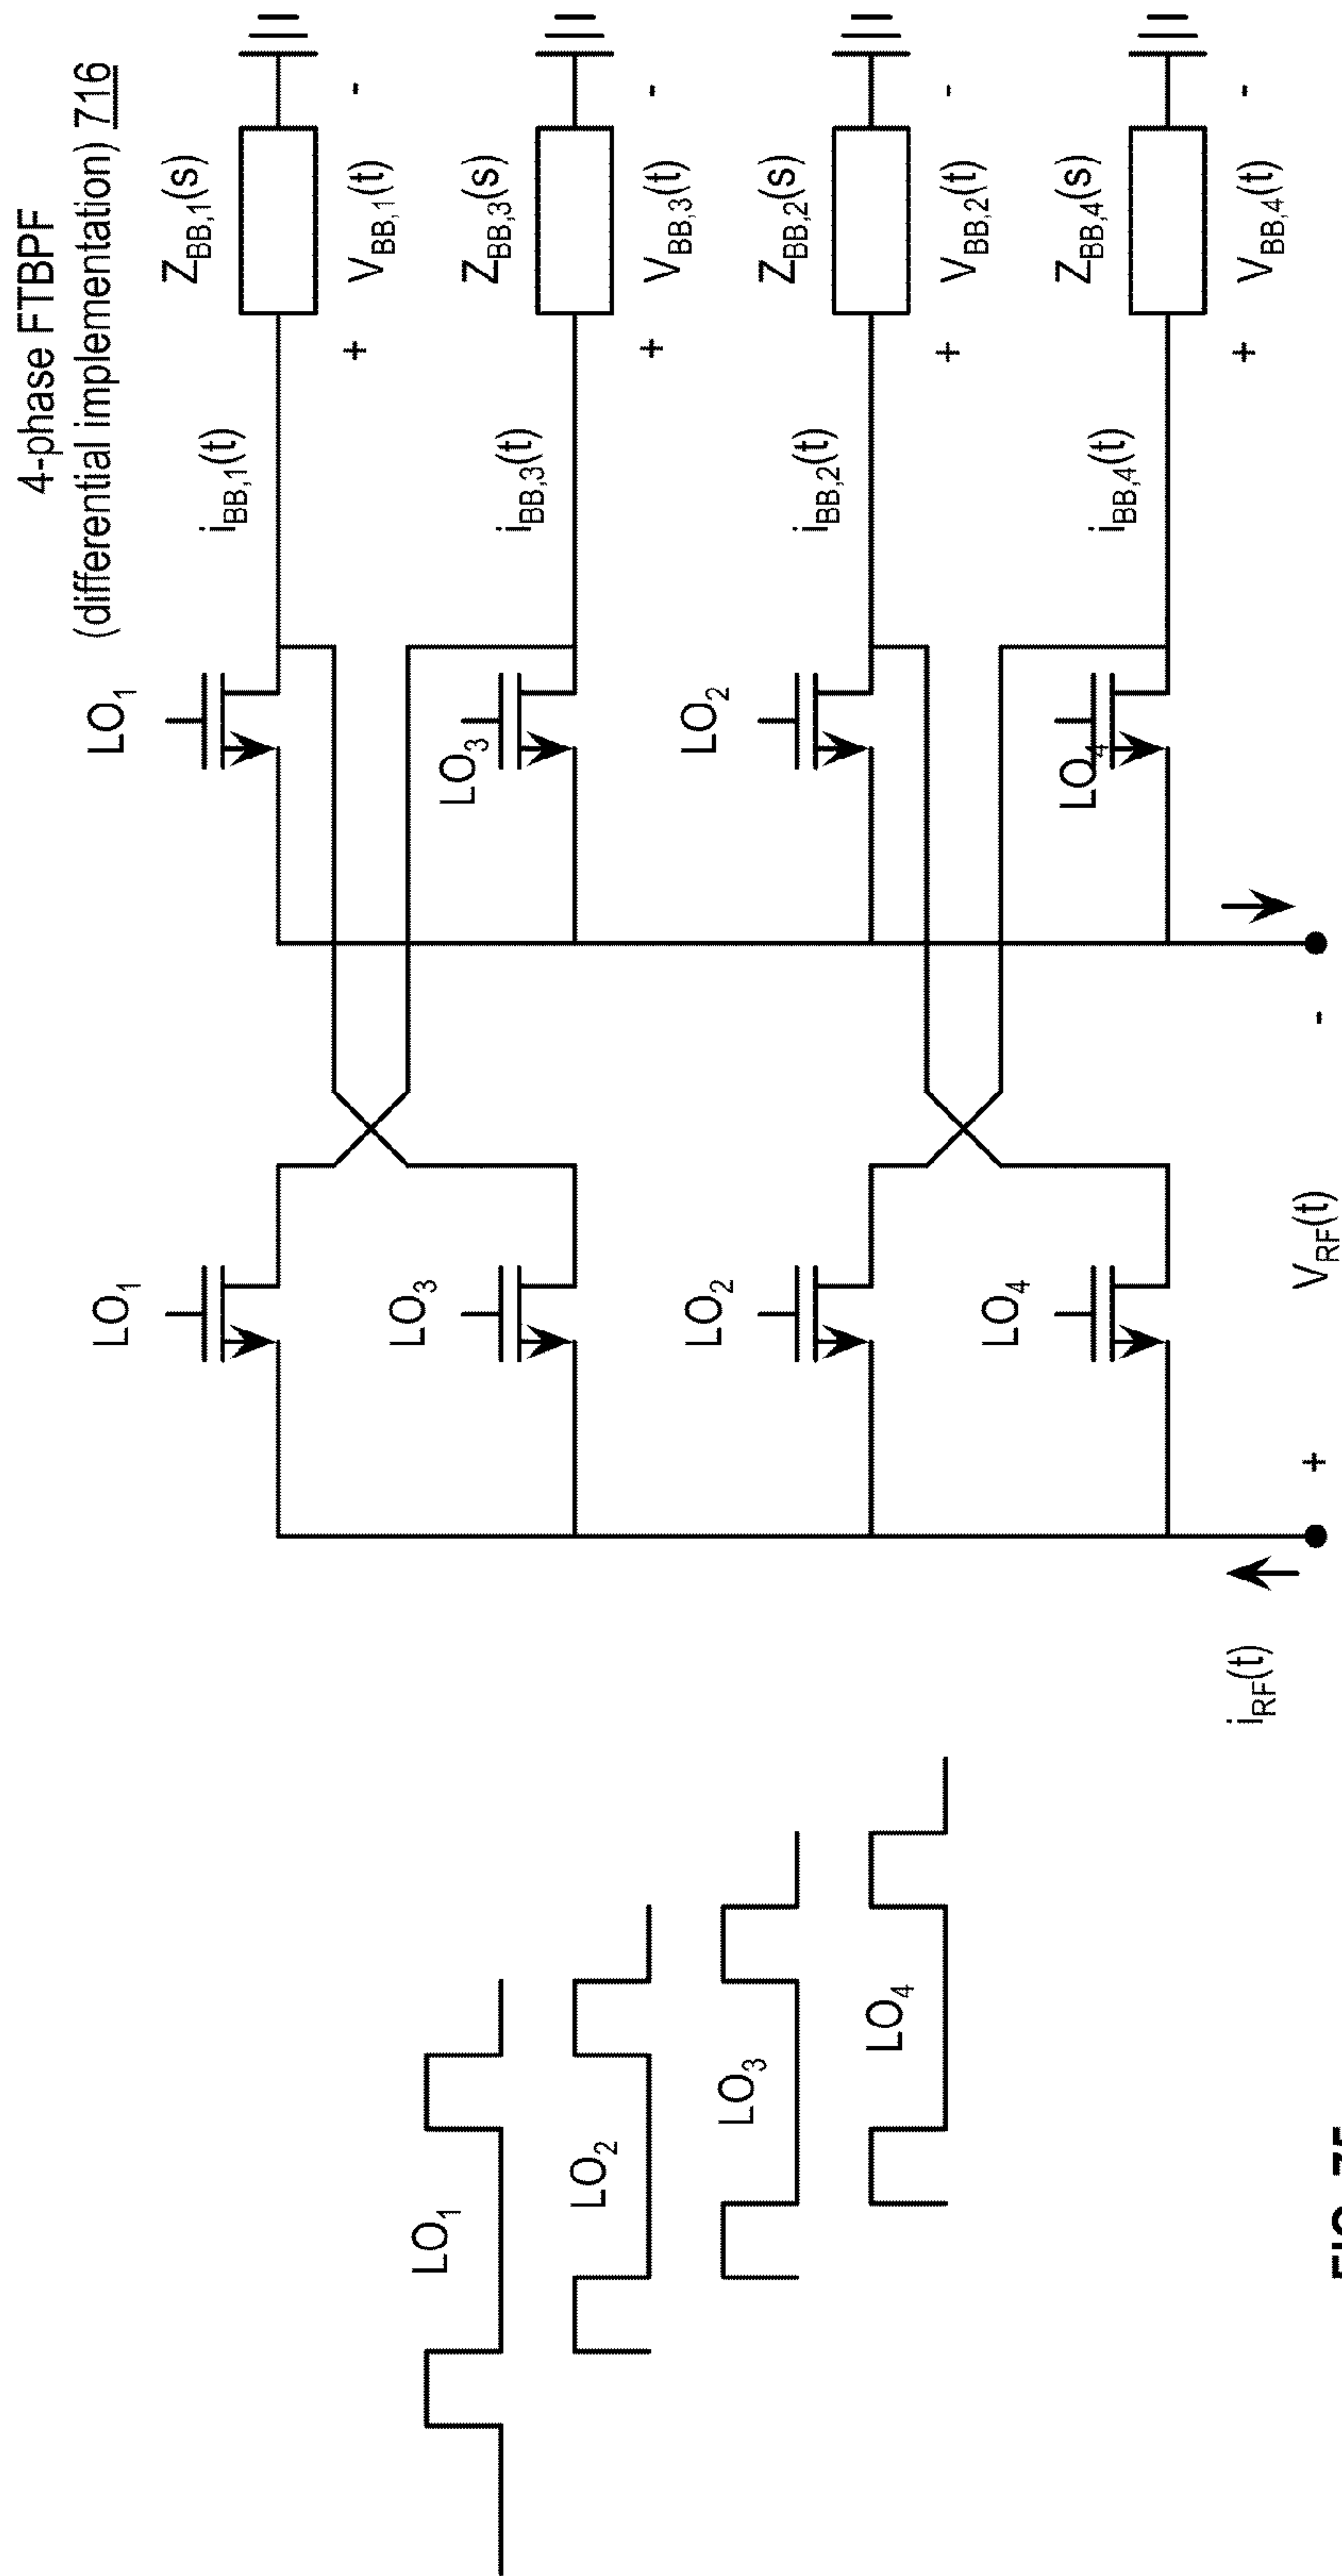 4-phase FTBPF
(differential implementation) 716
LO1
LO1
ZBB,1(s)
iBB,1(t)
+ VBB,1(t) -
LO3
LO3
ZBB,3(s)
iBB,3(t)
+ VBB,3(t) -
LO2
LO2
ZBB,2(s)
iBB,2(t)
+ VBB,2(t) -
LO4
LO4
ZBB,4(s)
iBB,4(t)
+ VBB,4(t) -
LO1
LO2
LO3
LO4
iRF(t)
+ VRF(t) -
FIG